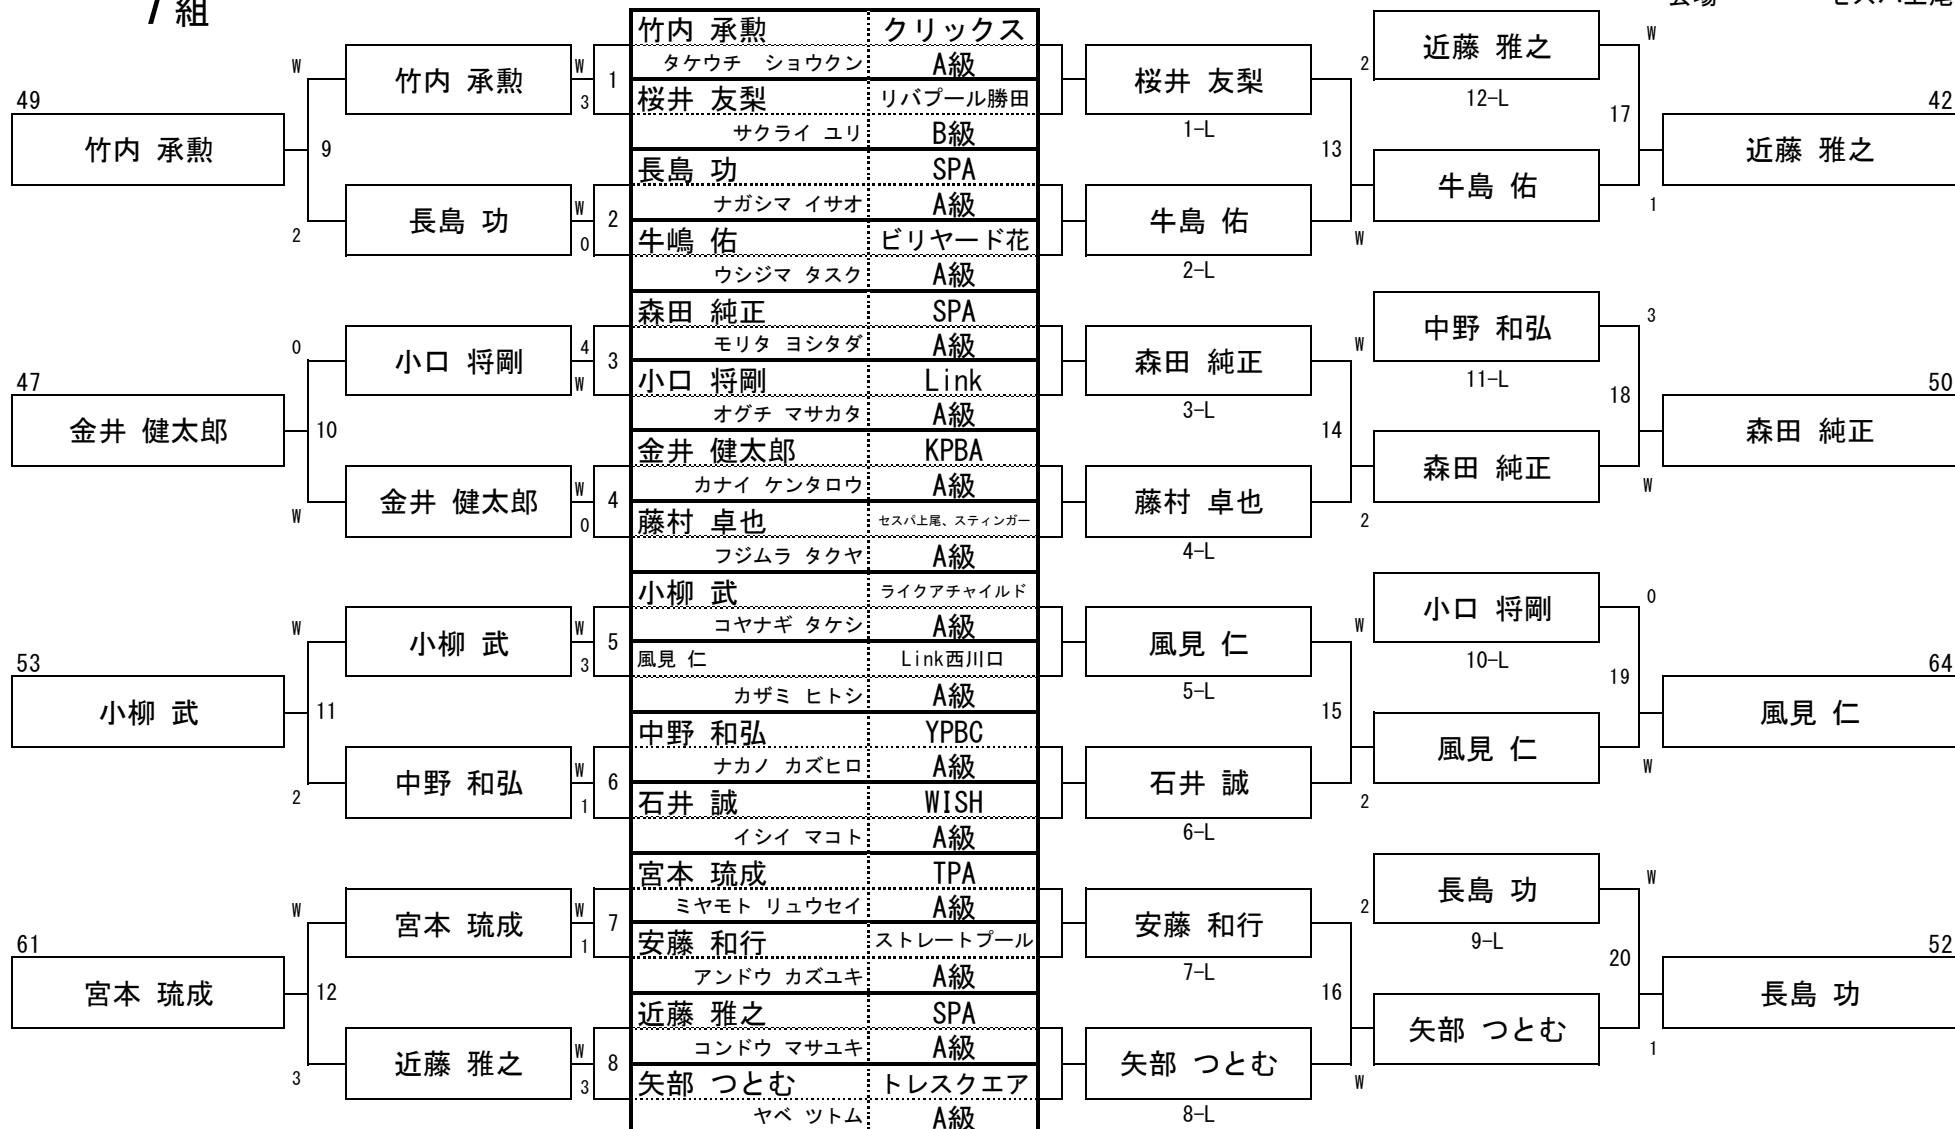 7組
会場 セスパ上尾
竹内 承勲 クリックス
タケウチ ショウクン A級
桜井 友梨 リバプール勝田
サクライ ユリ B級
長島 功 SPA
ナガシマ イサオ A級
牛嶋 佑 ビリヤード花
ウシジマ タスク A級
森田 純正 SPA
モリタ ヨシタダ A級
小口 将剛 Link
オグチ マサカタ A級
金井 健太郎 KPBA
カナイ ケンタロウ A級
藤村 卓也 セスパ上尾、スティンガー
フジムラ タクヤ A級
小柳 武 ライクアチャイルド
コヤナギ タケシ A級
風見 仁 Link西川口
カザミ ヒトシ A級
中野 和弘 YPBC
ナカノ カズヒロ A級
石井 誠 WISH
イシイ マコト A級
宮本 琉成 TPA
ミヤモト リュウセイ A級
安藤 和行 ストレートプール
アンドウ カズユキ A級
近藤 雅之 SPA
コンドウ マサユキ A級
矢部 つとむ トレスクエア
ヤベ ツトム A級
49
竹内 承勲
W
9
2
竹内 承勲
W
1
3
長島 功
W
2
0
47
金井 健太郎
0
10
W
小口 将剛
4
3
W
金井 健太郎
W
4
0
53
小柳 武
W
11
2
小柳 武
W
5
3
中野 和弘
W
6
1
61
宮本 琉成
W
12
3
宮本 琉成
W
7
1
近藤 雅之
W
8
3
桜井 友梨
1-L
2
13
W
牛島 佑
2-L
近藤 雅之
12-L
W
17
1
牛島 佑
42
近藤 雅之
森田 純正
3-L
W
14
2
藤村 卓也
4-L
中野 和弘
11-L
3
18
W
森田 純正
50
森田 純正
風見 仁
5-L
W
15
2
石井 誠
6-L
小口 将剛
10-L
0
19
W
風見 仁
64
風見 仁
安藤 和行
7-L
2
16
W
矢部 つとむ
8-L
長島 功
9-L
W
20
1
矢部 つとむ
52
長島 功